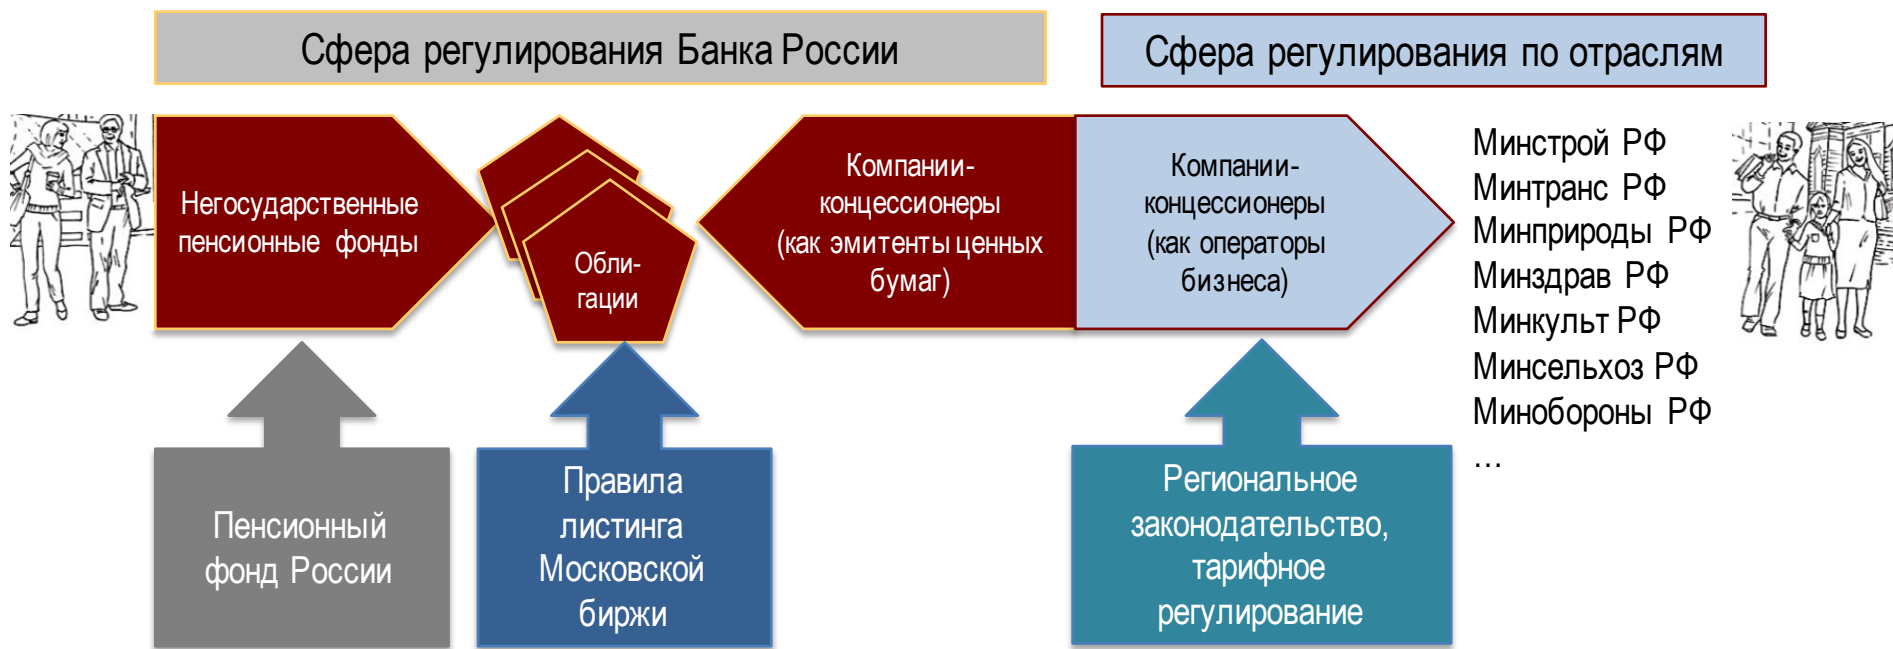 Сфера регулирования Банка России
Сфера регулирования по отраслям
Негосударственные
пенсионные фонды
Обли-
гации
Компании-
концессионеры
(как эмитенты ценных
бумаг)
Компании-
концессионеры
(как операторы
бизнеса)
Минстрой РФ
Минтранс РФ
Минприроды РФ
Минздрав РФ
Минкульт РФ
Минсельхоз РФ
Минобороны РФ
...
Пенсионный
фонд России
Правила
листинга
Московской
биржи
Региональное
законодательство,
тарифное
регулирование